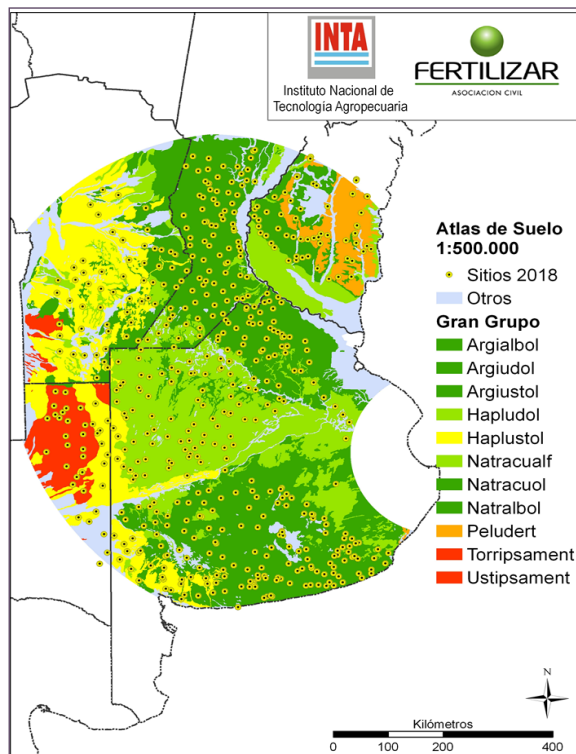 INTA
Instituto Nacional de
Tecnología Agropecuaria
FERTILIZAR
ASOCIACION CIVIL
Atlas de Suelo
1:500.000
Sitios 2018
Otros
Gran Grupo
Argialbol
Argiudol
Argiustol
Hapludol
Haplustol
Natracualf
Natracuol
Natralbol
Peludert
Torripsament
Ustipsament
N
Kilómetros
0 100 200 400